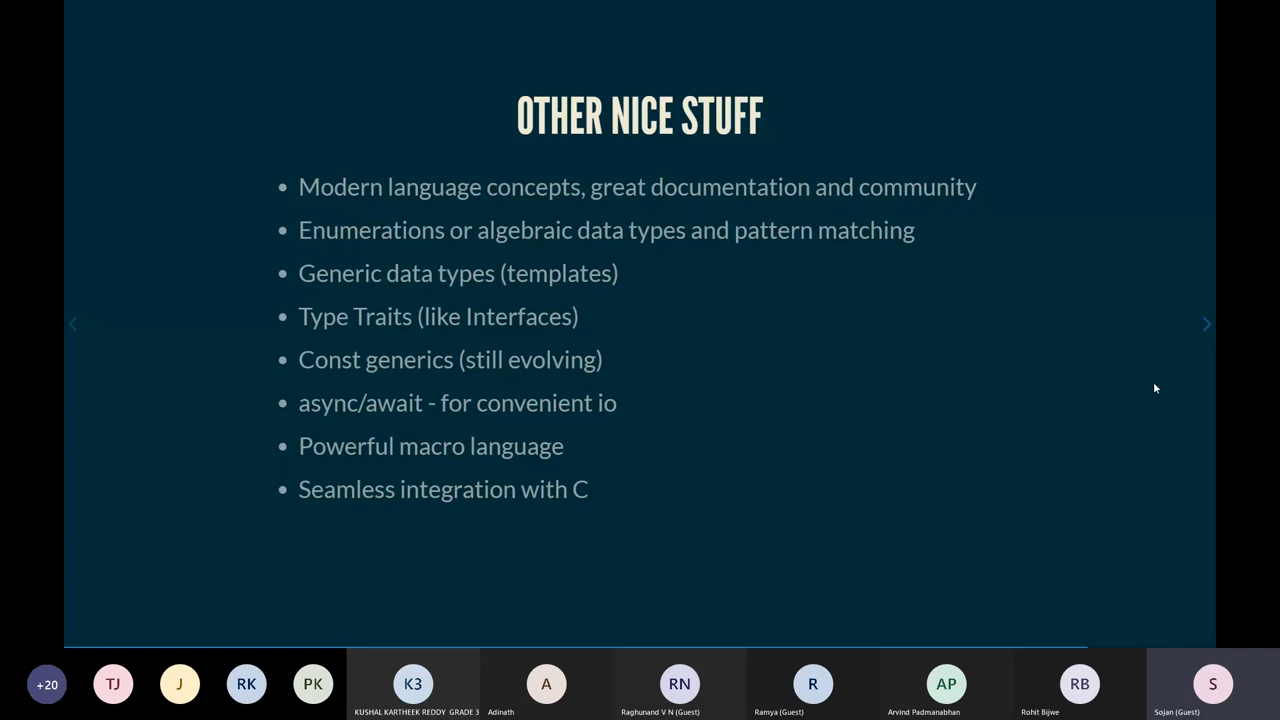 OTHER NICE STUFF
• Modern language concepts, great documentation and community
• Enumerations or algebraic data types and pattern matching
• Generic data types (templates)
• Type Traits (like Interfaces)
• Const generics (still evolving)
• async/await - for convenient io
• Powerful macro language
• Seamless integration with C
+20 TJ J RK PK K3 A RN R AP RB S
KUSHAL KARTHEEK REDDY GRADE 3 Adinath Raghunand V N (Guest) Ramya (Guest) Arvind Padmanabhan Rohit Bijwe Sojan (Guest)